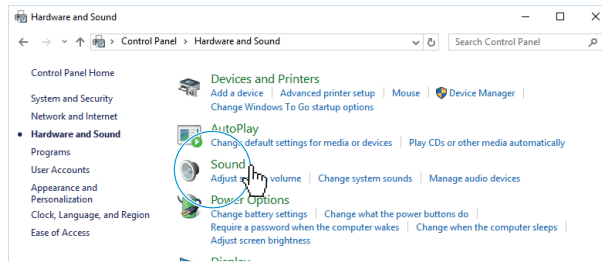 Hardware and Sound
Control Panel > Hardware and Sound
Search Control Panel
Control Panel Home
System and Security
Network and Internet
Hardware and Sound
Programs
User Accounts
Appearance and
Personalization
Clock, Language, and Region
Ease of Access
Devices and Printers
Add a device | Advanced printer setup | Mouse | Device Manager |
Change Windows To Go startup options
AutoPlay
Change default settings for media or devices | Play CDs or other media automatically
Sound
Adjust volume | Change system sounds | Manage audio devices
Power Options
Change battery settings | Change what the power buttons do |
Require a password when the computer wakes | Change when the computer sleeps |
Adjust screen brightness